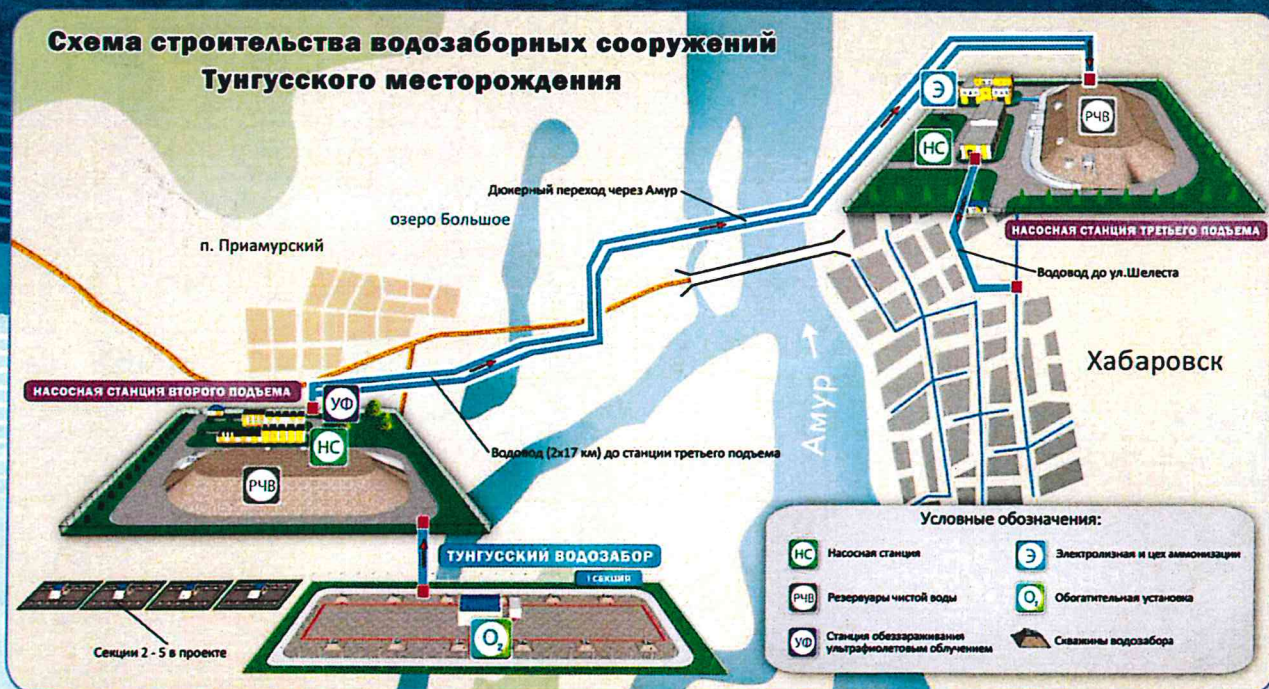 Схема строительства водозаборных сооружений
Тунгусского месторождения
Э
РЧВ
НС
Дюкерный переход через Амур
озеро Большое
п. Приамурский
НАСОСНАЯ СТАНЦИЯ ТРЕТЬЕГО ПОДЪЕМА
Водовод до ул.Шелеста
Хабаровск
Амур →
НАСОСНАЯ СТАНЦИЯ ВТОРОГО ПОДЪЕМА
УФ
НС
РЧВ
Водовод (2х17 км) до станции третьего подъема
ТУНГУССКИЙ ВОДОЗАБОР
1 СЕКЦИЯ
O₂
Секции 2 - 5 в проекте
Условные обозначения:
НС Насосная станция
РЧВ Резервуары чистой воды
УФ Станция обеззараживания
ультрафиолетовым облучением
Э Электролизная и цех аммонизации
O₂ Обогатительная установка
Скважины водозабора